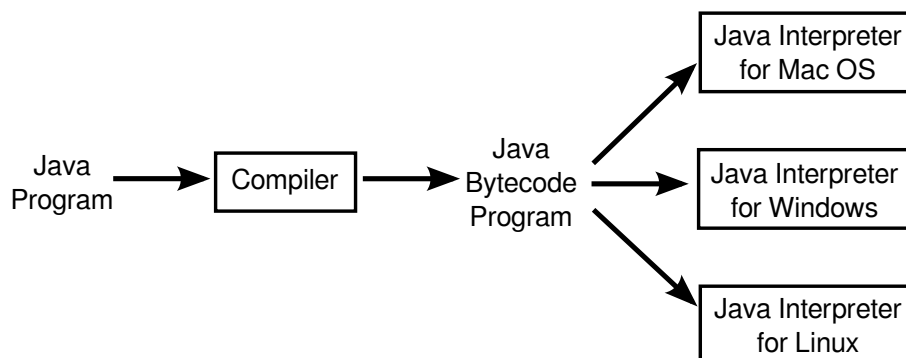 Java
Program
Compiler
Java
Bytecode
Program
Java Interpreter
for Mac OS
Java Interpreter
for Windows
Java Interpreter
for Linux